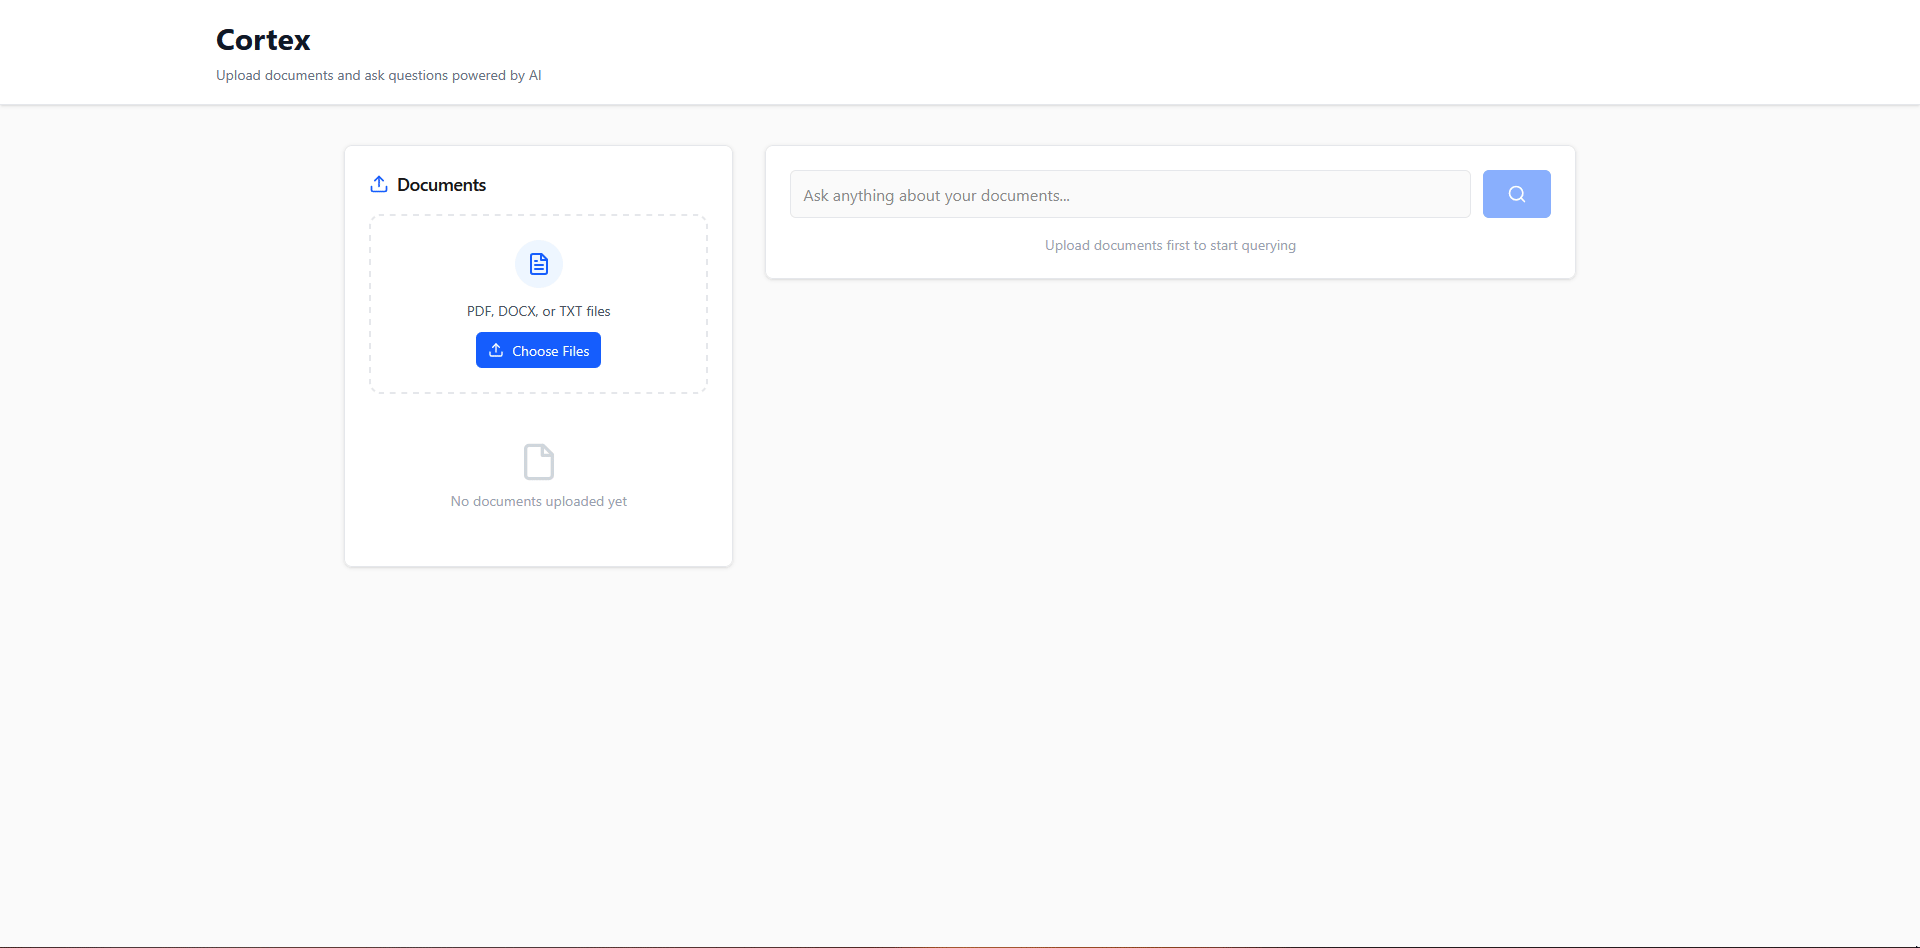 Cortex
Upload documents and ask questions powered by AI
Documents
PDF, DOCX, or TXT files
Choose Files
No documents uploaded yet
Ask anything about your documents...
Upload documents first to start querying